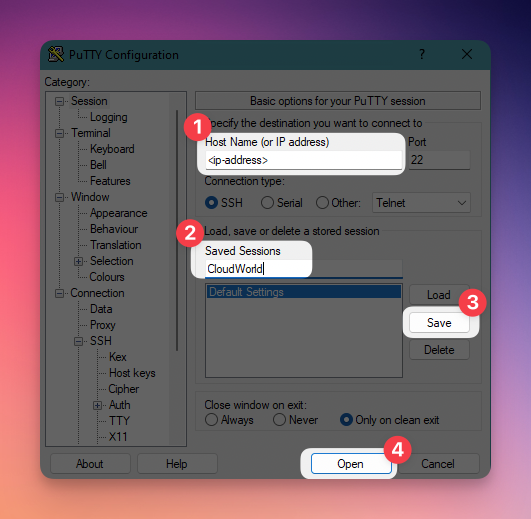 PuTTY Configuration
?
Category:
Session
Logging
Terminal
Keyboard
Bell
Features
Window
Appearance
Behaviour
Translation
Selection
Colours
Connection
Data
Proxy
SSH
Kex
Host keys
Cipher
Auth
TTY
X11
Basic options for your PuTTY session
Specify the destination you want to connect to
1
Host Name (or IP address) Port
<ip-address> 22
Connection type:
SSH Serial Other: Telnet
Load, save or delete a stored session
2
Saved Sessions
CloudWorld
Default Settings
Load
3
Save
Delete
Close window on exit:
Always Never Only on clean exit
4
About Help Open Cancel